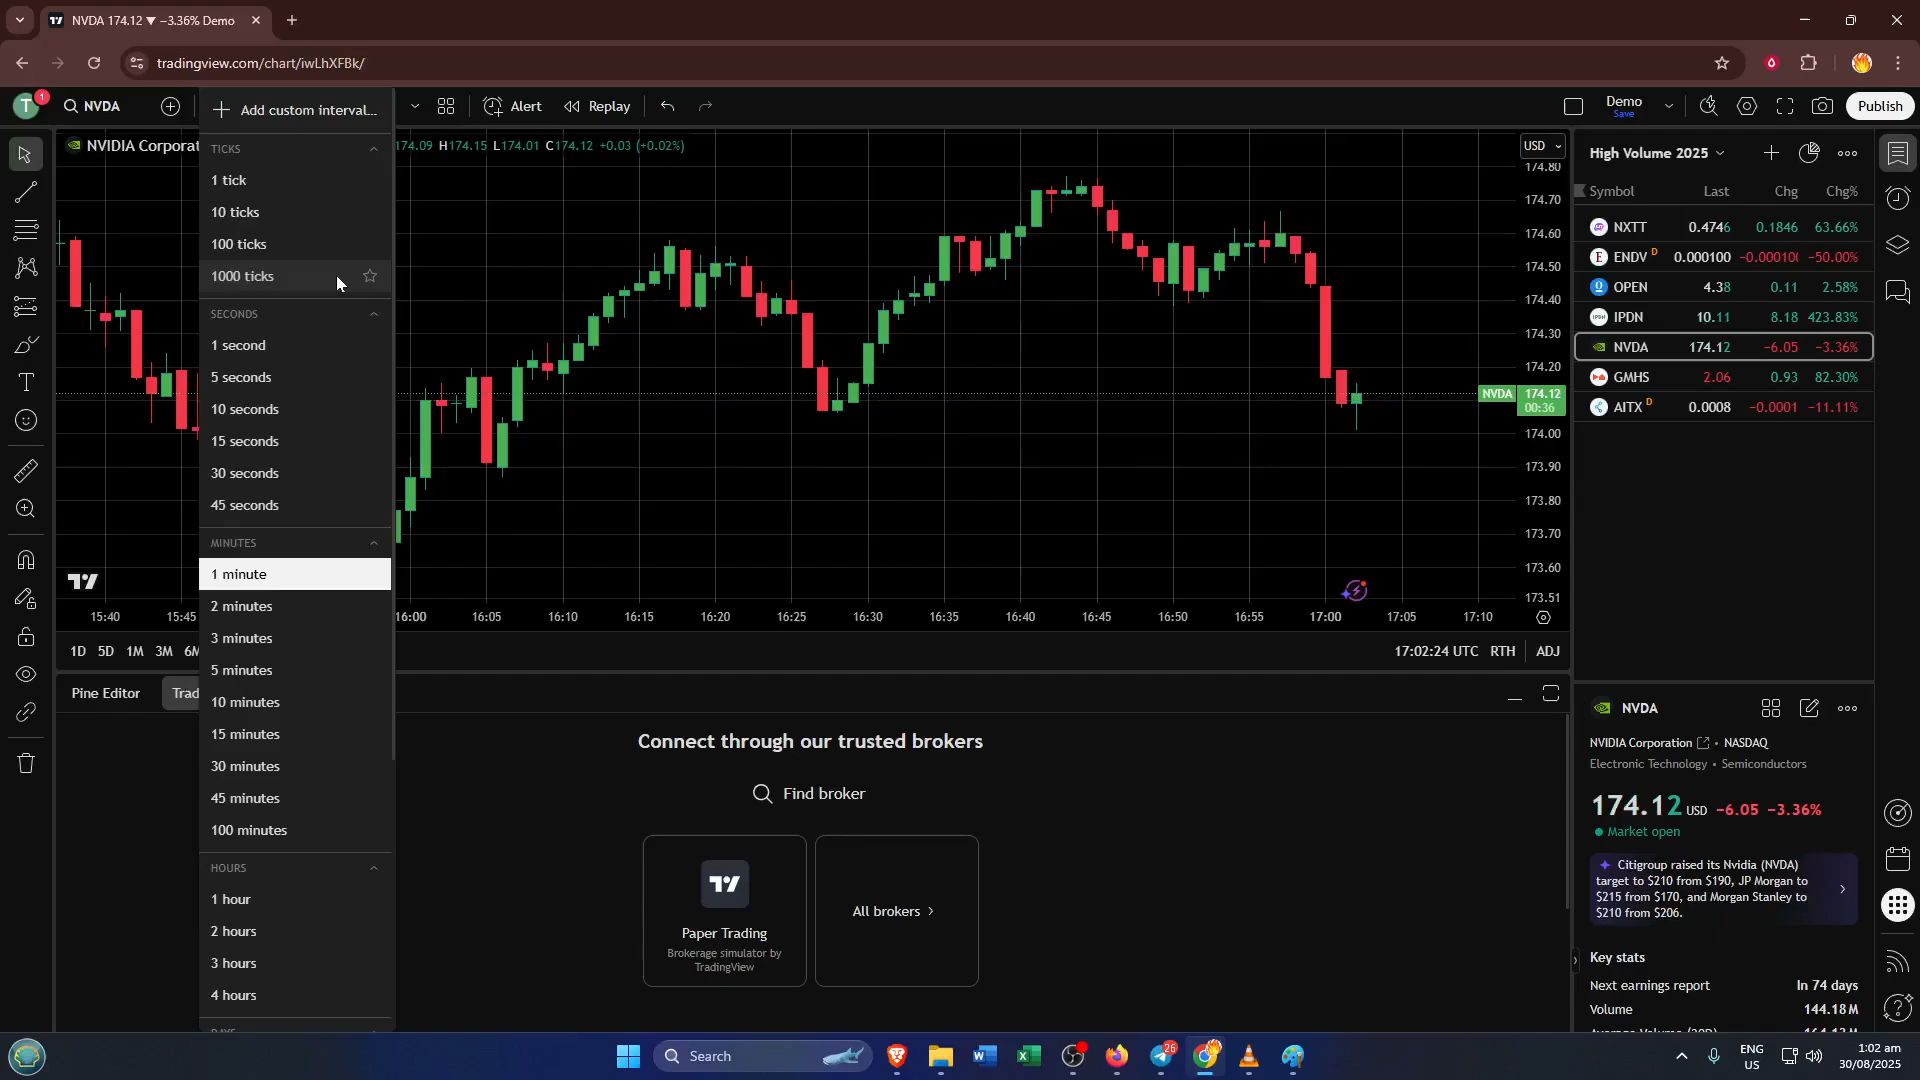 NVDA 174.12 ▼ −3.36% Demo
tradingview.com/chart/iwLhXFBk/
T
1
NVDA
Add custom interval...
Alert
Replay
Demo
Save
Publish
NVIDIA Corporat
174.09 H174.15 L174.01 C174.12 +0.03 (+0.02%)
USD
TICKS
1 tick
10 ticks
100 ticks
1000 ticks
SECONDS
1 second
5 seconds
10 seconds
15 seconds
30 seconds
45 seconds
MINUTES
1 minute
2 minutes
3 minutes
5 minutes
10 minutes
15 minutes
30 minutes
45 minutes
100 minutes
HOURS
1 hour
2 hours
3 hours
4 hours
174.80
174.70
174.60
174.50
174.40
174.30
174.20
NVDA 174.12
00:36
174.00
173.90
173.80
173.70
173.60
173.51
15:40 15:45 16:00 16:05 16:10 16:15 16:20 16:25 16:30 16:35 16:40 16:45 16:50 16:55 17:00 17:05 17:10
1D 5D 1M 3M 6M
17:02:24 UTC RTH ADJ
Pine Editor
Trad
Connect through our trusted brokers
Find broker
Paper Trading
Brokerage simulator by
TradingView
All brokers
High Volume 2025
Symbol Last Chg Chg%
NXTT 0.4746 0.1846 63.66%
ENDV D 0.000100 −0.000100 −50.00%
OPEN 4.38 0.11 2.58%
IPDN 10.11 8.18 423.83%
NVDA 174.12 −6.05 −3.36%
GMHS 2.06 0.93 82.30%
AITX D 0.0008 −0.0001 −11.11%
NVDA
NVIDIA Corporation • NASDAQ
Electronic Technology • Semiconductors
174.12 USD −6.05 −3.36%
Market open
Citigroup raised its Nvidia (NVDA)
target to $210 from $190, JP Morgan to
$215 from $170, and Morgan Stanley to
$210 from $206.
Key stats
Next earnings report In 74 days
Volume 144.18 M
Search
26
ENG
US
1:02 am
30/08/2025